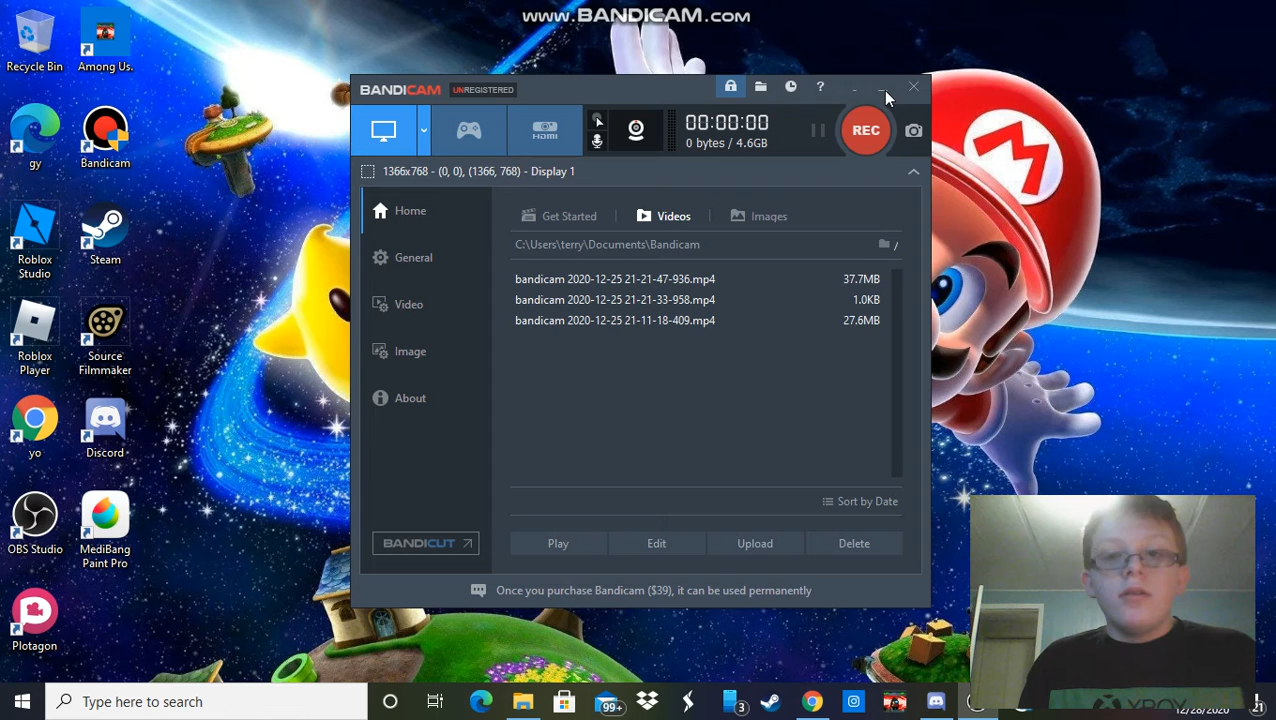 www.BANDICAM.com
Recycle Bin
Among Us.
gy
Bandicam
Roblox Studio
Steam
Roblox Player
Source Filmmaker
yo
Discord
OBS Studio
MediBang Paint Pro
Plotagon
BANDICAM UNREGISTERED
?
HDMI
00:00:00
0 bytes / 4.6GB
REC
1366x768 - (0, 0), (1366, 768) - Display 1
Home
General
Video
Image
About
BANDICUT
Get Started
Videos
Images
C:\Users\terry\Documents\Bandicam
/
bandicam 2020-12-25 21-21-47-936.mp4 37.7MB
bandicam 2020-12-25 21-21-33-958.mp4 1.0KB
bandicam 2020-12-25 21-11-18-409.mp4 27.6MB
Sort by Date
Play Edit Upload Delete
Once you purchase Bandicam ($39), it can be used permanently
M
XBOX
Type here to search
99+
3
12/28/2020
21